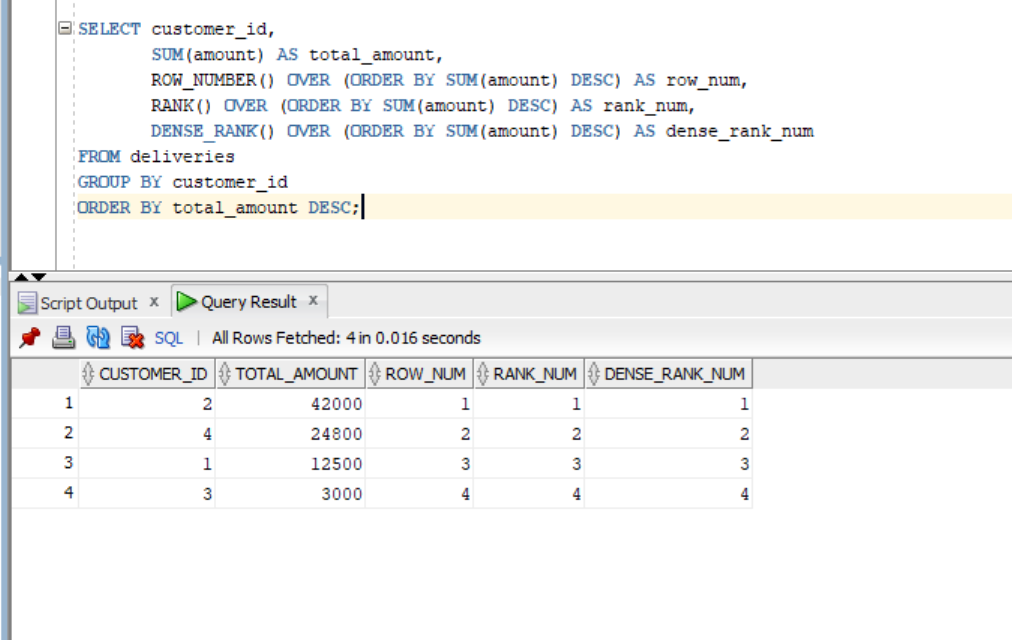 SELECT customer_id,
SUM(amount) AS total_amount,
ROW_NUMBER() OVER (ORDER BY SUM(amount) DESC) AS row_num,
RANK() OVER (ORDER BY SUM(amount) DESC) AS rank_num,
DENSE_RANK() OVER (ORDER BY SUM(amount) DESC) AS dense_rank_num
FROM deliveries
GROUP BY customer_id
ORDER BY total_amount DESC;
Script Output x Query Result x
SQL | All Rows Fetched: 4 in 0.016 seconds
CUSTOMER_ID TOTAL_AMOUNT ROW_NUM RANK_NUM DENSE_RANK_NUM
1 2 42000 1 1 1
2 4 24800 2 2 2
3 1 12500 3 3 3
4 3 3000 4 4 4